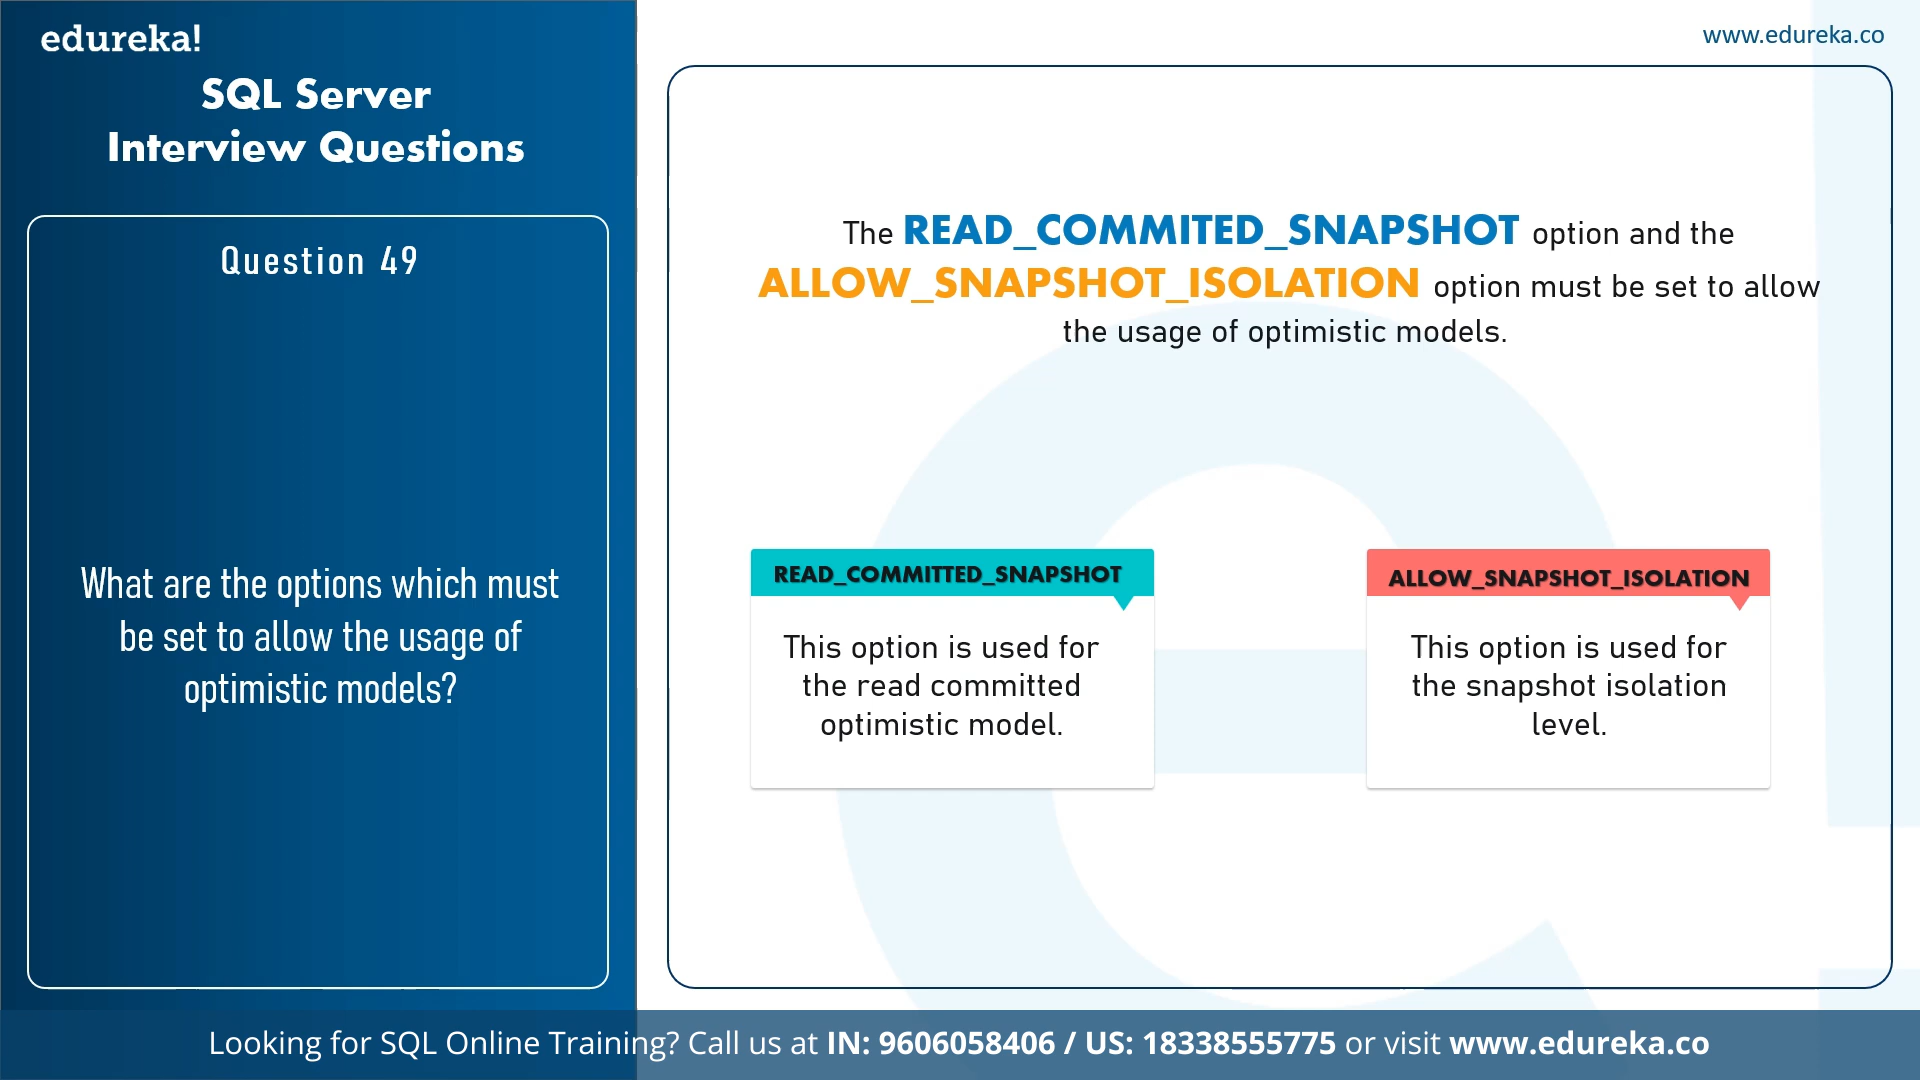 edureka!
www.edureka.co
SQL Server
Interview Questions
Question 49
What are the options which must
be set to allow the usage of
optimistic models?
The READ_COMMITED_SNAPSHOT option and the
ALLOW_SNAPSHOT_ISOLATION option must be set to allow
the usage of optimistic models.
READ_COMMITTED_SNAPSHOT
This option is used for
the read committed
optimistic model.
ALLOW_SNAPSHOT_ISOLATION
This option is used for
the snapshot isolation
level.
Looking for SQL Online Training? Call us at IN: 9606058406 / US: 18338555775 or visit www.edureka.co